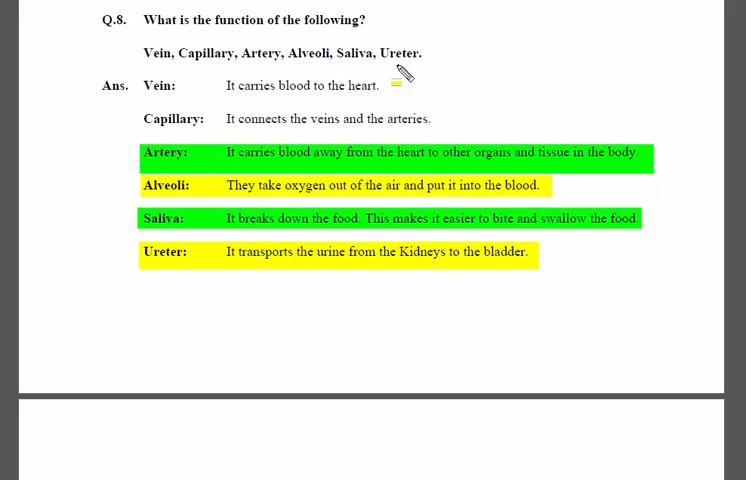 Q.8. What is the function of the following?
Vein, Capillary, Artery, Alveoli, Saliva, Ureter.
Ans. Vein: It carries blood to the heart.
Capillary: It connects the veins and the arteries.
Artery: It carries blood away from the heart to other organs and tissue in the body.
Alveoli: They take oxygen out of the air and put it into the blood.
Saliva: It breaks down the food. This makes it easier to bite and swallow the food.
Ureter: It transports the urine from the Kidneys to the bladder.